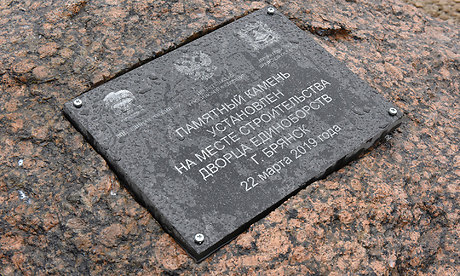 ПАМЯТНЫЙ КАМЕНЬ
УСТАНОВЛЕН
НА МЕСТЕ СТРОИТЕЛЬСТВА
ДВОРЦА ЕДИНОБОРСТВ
Г. БРЯНСК
22 марта 2019 года